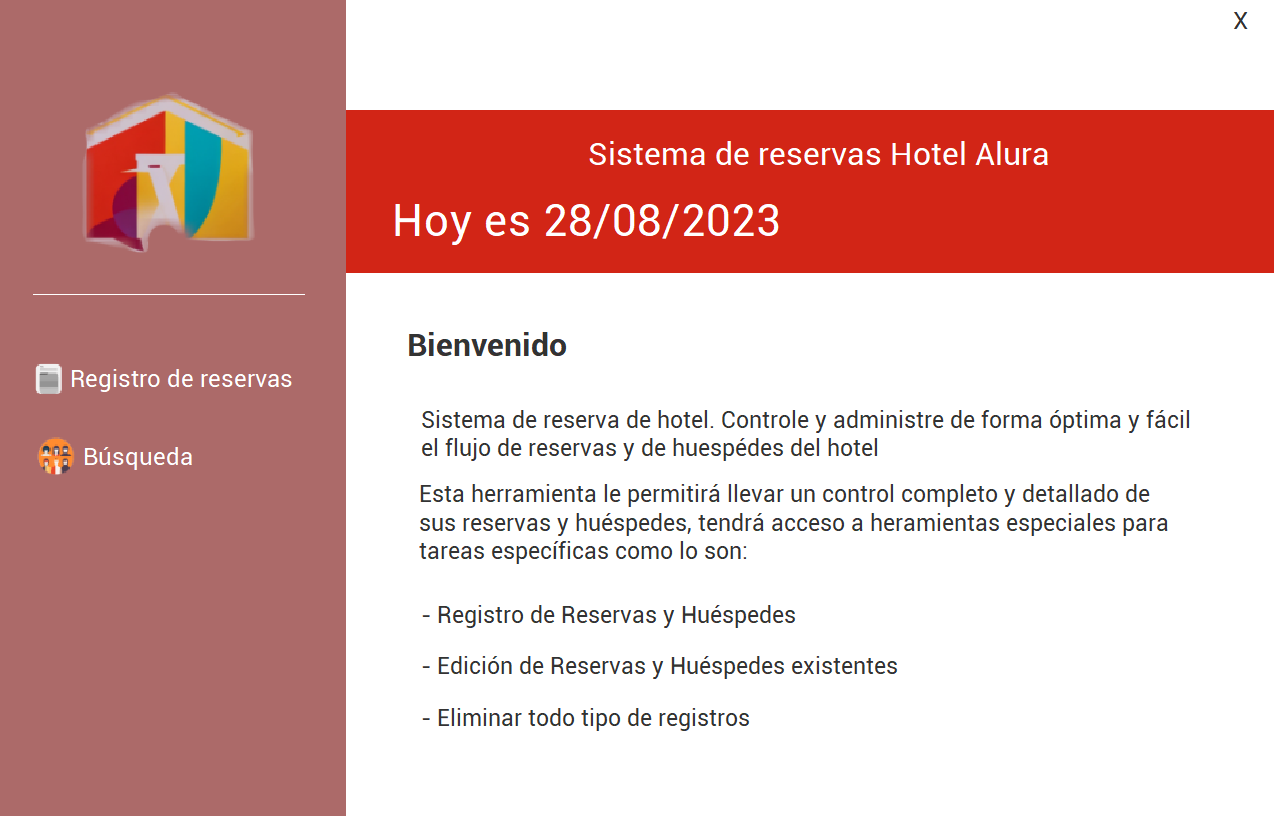 X
Sistema de reservas Hotel Alura
Hoy es 28/08/2023
Registro de reservas
Búsqueda
Bienvenido
Sistema de reserva de hotel. Controle y administre de forma óptima y fácil
el flujo de reservas y de huespédes del hotel
Esta herramienta le permitirá llevar un control completo y detallado de
sus reservas y huéspedes, tendrá acceso a heramientas especiales para
tareas específicas como lo son:
- Registro de Reservas y Huéspedes
- Edición de Reservas y Huéspedes existentes
- Eliminar todo tipo de registros